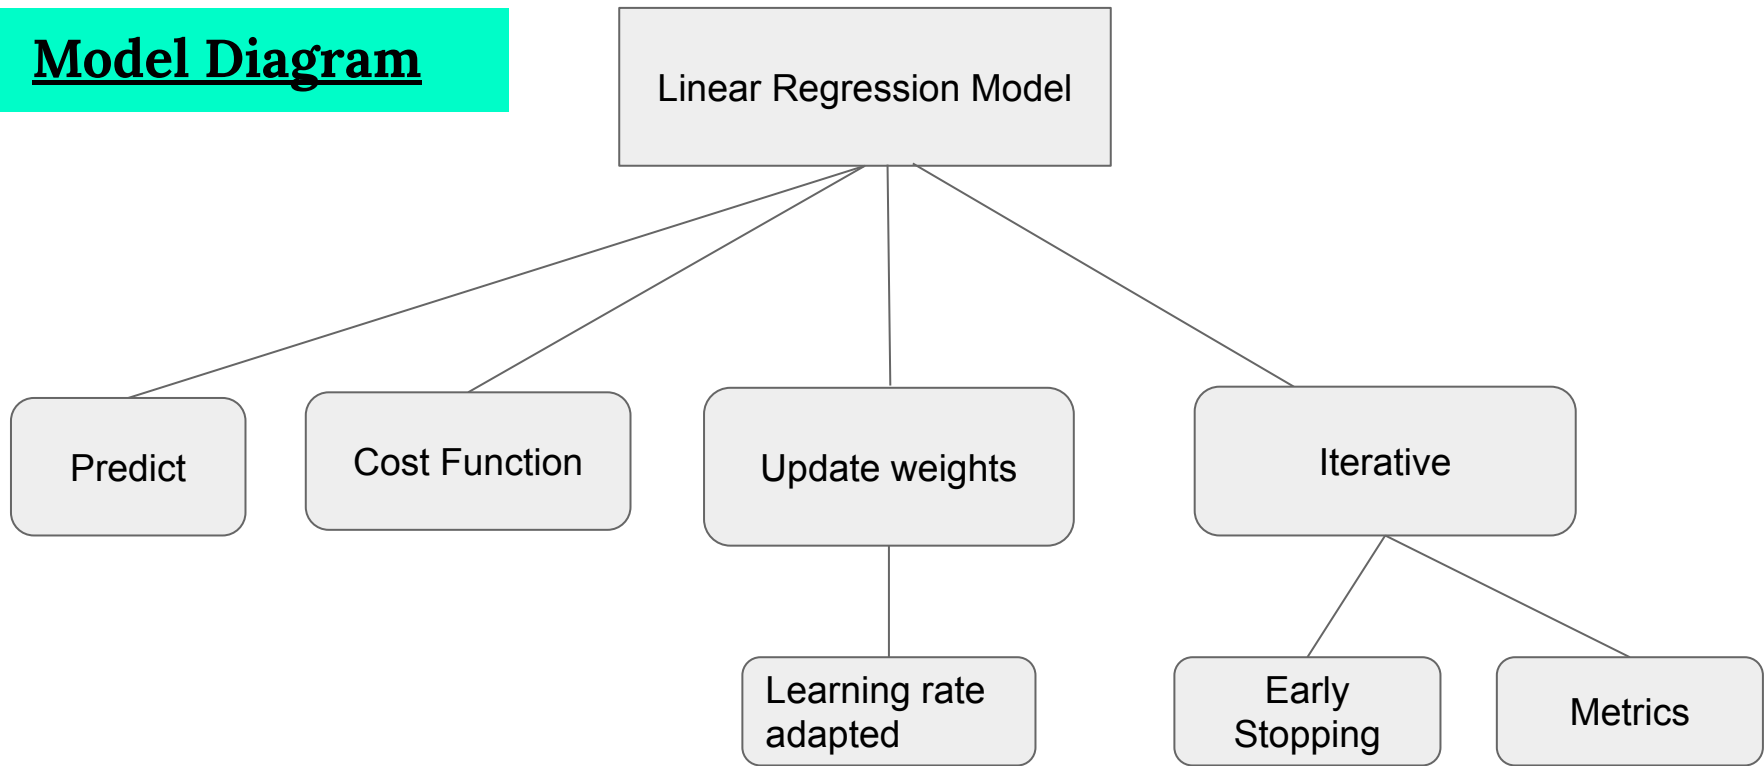 Model Diagram
Linear Regression Model
Predict
Cost Function
Update weights
Iterative
Learning rate
adapted
Early
Stopping
Metrics